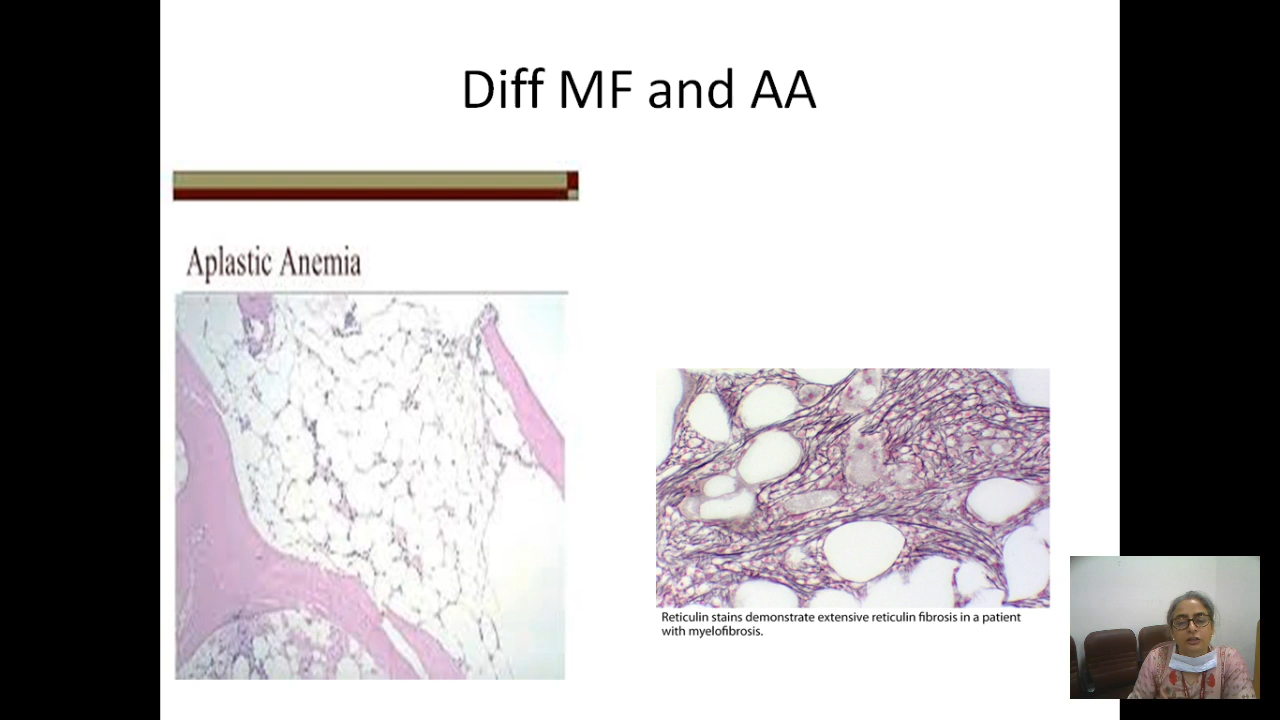 Diff MF and AA
Aplastic Anemia
Reticulin stains demonstrate extensive reticulin fibrosis in a patient
with myelofibrosis.